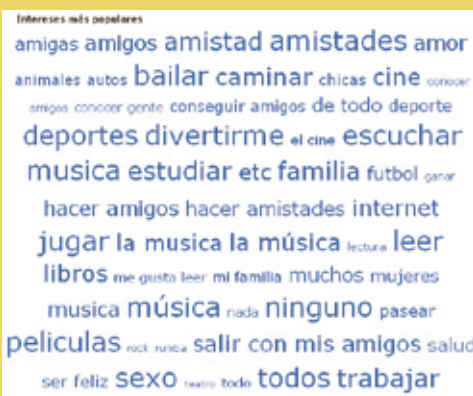 Intereses más populares
amigas amigos amistad amistades amor
animales autos bailar caminar chicas cine conocer
amigos conocer gente conseguir amigos de todo deporte
deportes divertirme el cine escuchar
musica estudiar etc familia futbol ganar
hacer amigos hacer amistades internet
jugar la musica la música lectura leer
libros me gusta leer mi familia muchos mujeres
musica música nada ninguno pasear
peliculas rock rumba salir con mis amigos salud
ser feliz sexo teatro todo todos trabajar